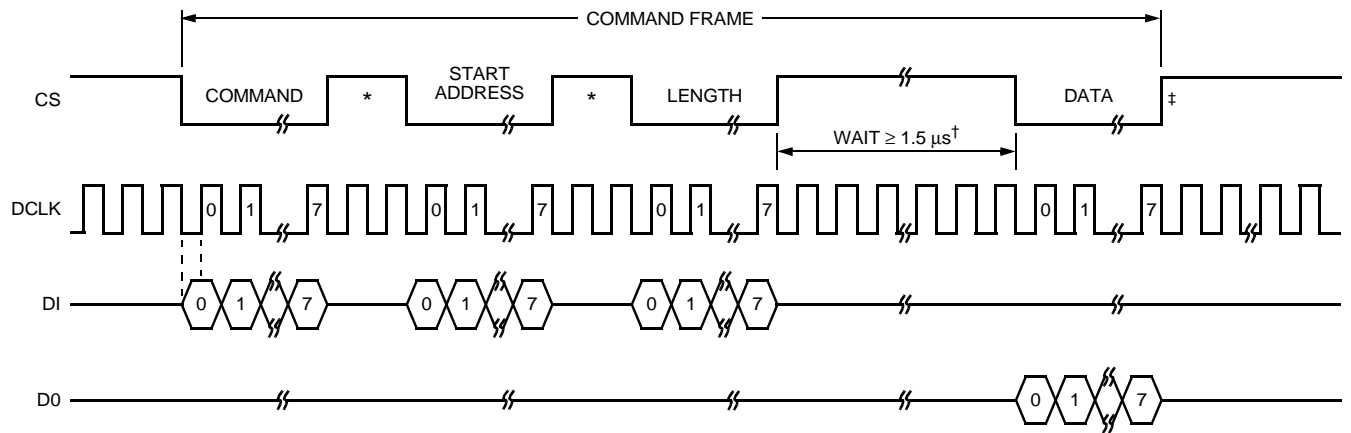 COMMAND FRAME
CS COMMAND * START ADDRESS * LENGTH DATA ‡
WAIT ≥ 1.5 μs†
DCLK 0 1 7 0 1 7 0 1 7 0 1 7
DI 0 1 7 0 1 7 0 1 7
D0 0 1 7